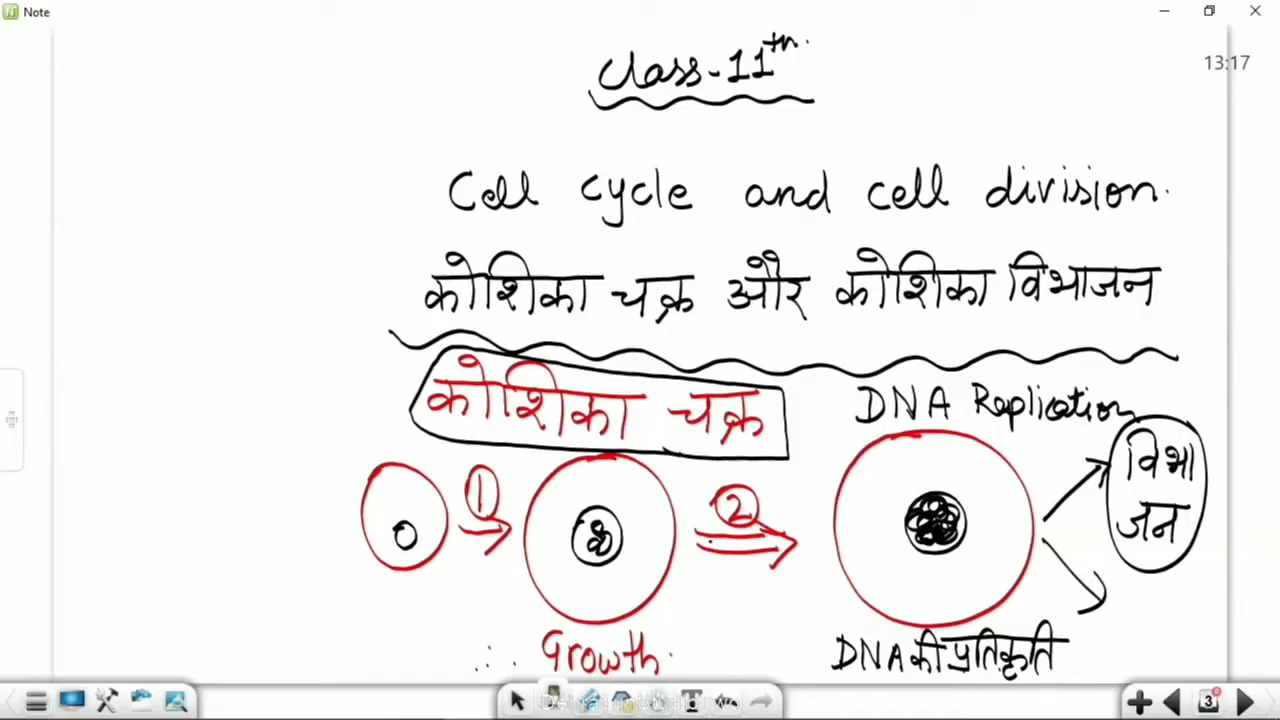 Note
13:17
Class-11th.
Cell cycle and cell division.
कोशिका चक्र और कोशिका विभाजन
कोशिका चक्र
DNA Replication
1
2
विभा
जन
Growth.
DNA की प्रतिकृति
3